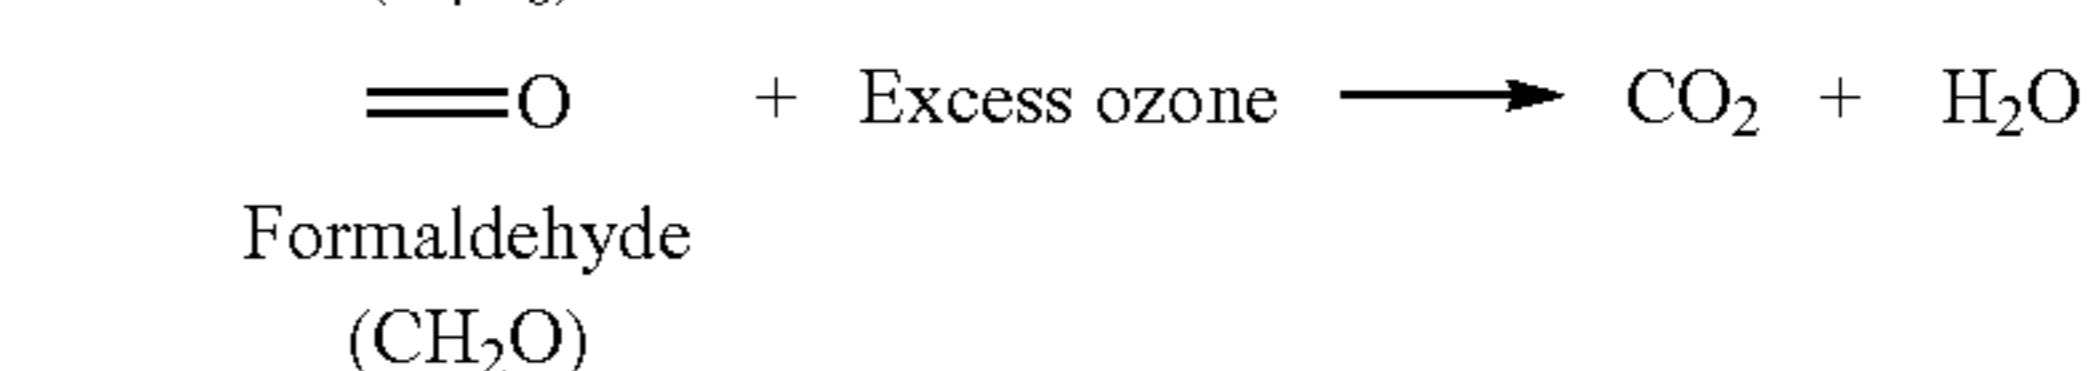 O + Excess ozone → CO₂ + H₂O
Formaldehyde
(CH₂O)